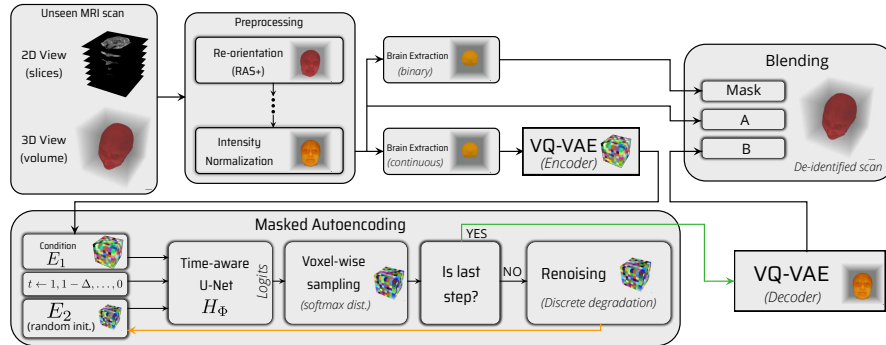 Unseen MRI scan
2D View
(slices)
3D View
(volume)
Preprocessing
Re-orientation
(RAS+)
Intensity
Normalization
Brain Extraction
(binary)
Brain Extraction
(continuous)
VQ-VAE
(Encoder)
Blending
Mask
A
B
De-identified scan
Masked Autoencoding
Condition
E₁
t ← 1, 1 − Δ, . . . , 0
E₂
(random init.)
Time-aware
U-Net
H_Φ
Logits
Voxel-wise
sampling
(softmax dist.)
YES
Is last
step?
NO
Renoising
(Discrete degradation)
VQ-VAE
(Decoder)